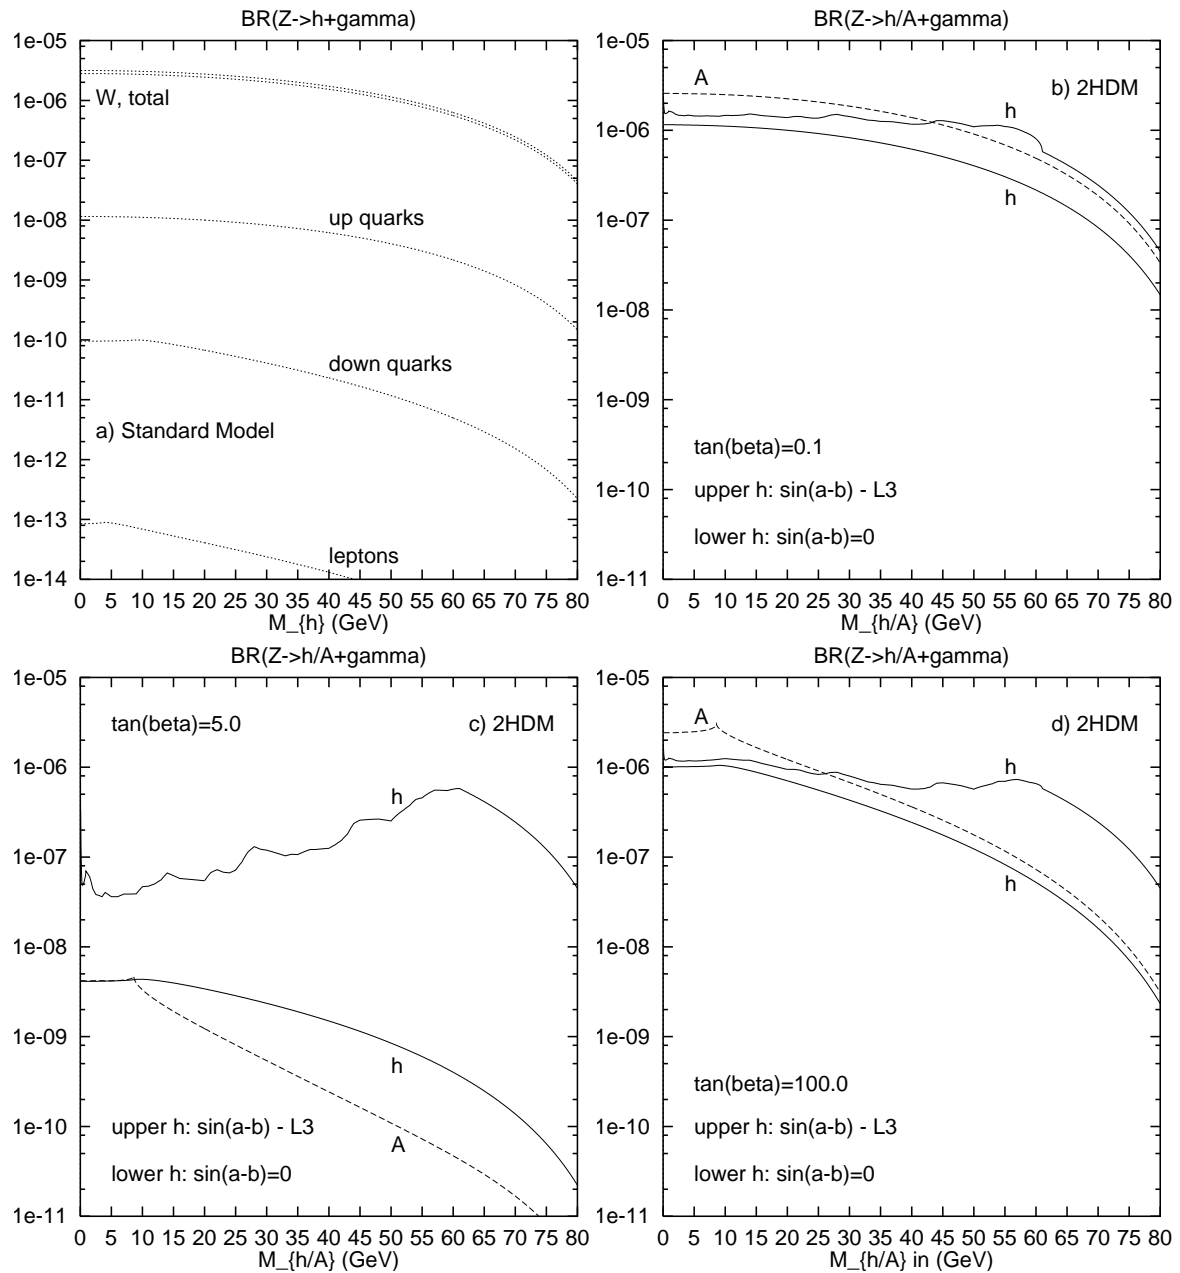 BR(Z->h+gamma)
1e-05
1e-06
1e-07
1e-08
1e-09
1e-10
1e-11
1e-12
1e-13
1e-14
W, total
up quarks
down quarks
a) Standard Model
leptons
0 5 10 15 20 25 30 35 40 45 50 55 60 65 70 75 80
M_{h} (GeV)
BR(Z->h/A+gamma)
1e-05
1e-06
1e-07
1e-08
1e-09
1e-10
1e-11
A
b) 2HDM
h
h
tan(beta)=0.1
upper h: sin(a-b) - L3
lower h: sin(a-b)=0
0 5 10 15 20 25 30 35 40 45 50 55 60 65 70 75 80
M_{h/A} (GeV)
BR(Z->h/A+gamma)
1e-05
1e-06
1e-07
1e-08
1e-09
1e-10
1e-11
tan(beta)=5.0
c) 2HDM
h
h
A
upper h: sin(a-b) - L3
lower h: sin(a-b)=0
0 5 10 15 20 25 30 35 40 45 50 55 60 65 70 75 80
M_{h/A} (GeV)
BR(Z->h/A+gamma)
1e-05
1e-06
1e-07
1e-08
1e-09
1e-10
1e-11
A
d) 2HDM
h
h
tan(beta)=100.0
upper h: sin(a-b) - L3
lower h: sin(a-b)=0
0 5 10 15 20 25 30 35 40 45 50 55 60 65 70 75 80
M_{h/A} in (GeV)